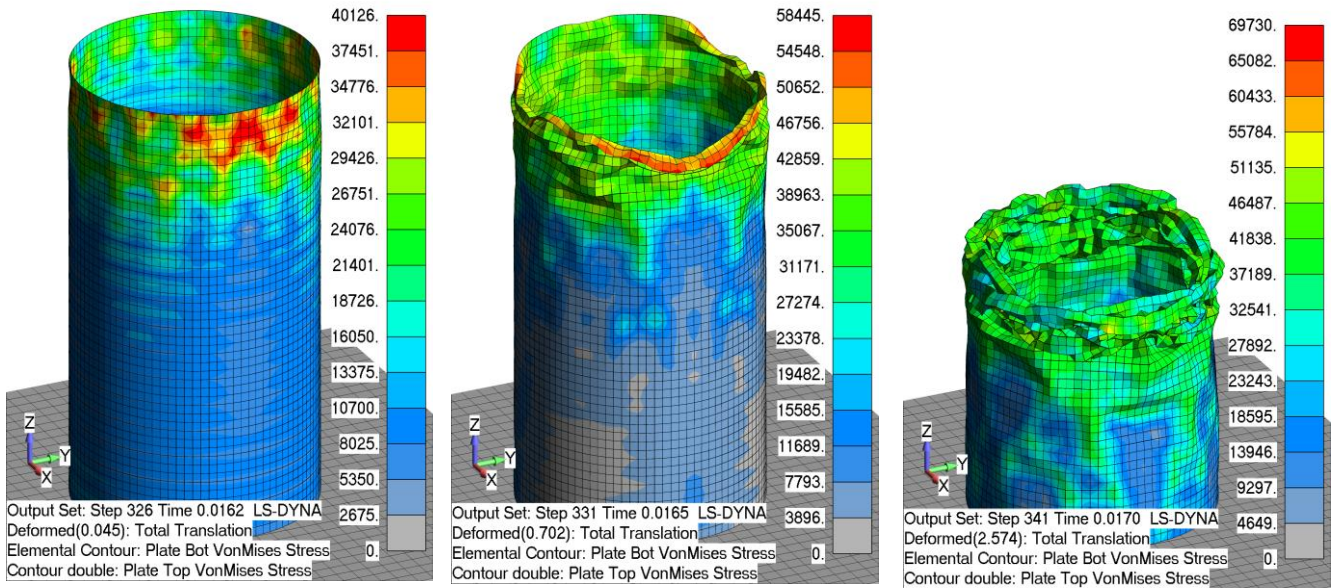 40126.
37451.
34776.
32101.
29426.
26751.
24076.
21401.
18726.
16050.
13375.
10700.
8025.
5350.
2675.
0.
Z
Y
X
Output Set: Step 326 Time 0.0162 LS-DYNA
Deformed(0.045): Total Translation
Elemental Contour: Plate Bot VonMises Stress
Contour double: Plate Top VonMises Stress
58445.
54548.
50652.
46756.
42859.
38963.
35067.
31171.
27274.
23378.
19482.
15585.
11689.
7793.
3896.
0.
Z
Y
X
Output Set: Step 331 Time 0.0165 LS-DYNA
Deformed(0.702): Total Translation
Elemental Contour: Plate Bot VonMises Stress
Contour double: Plate Top VonMises Stress
69730.
65082.
60433.
55784.
51135.
46487.
41838.
37189.
32541.
27892.
23243.
18595.
13946.
9297.
4649.
0.
Z
Y
X
Output Set: Step 341 Time 0.0170 LS-DYNA
Deformed(2.574): Total Translation
Elemental Contour: Plate Bot VonMises Stress
Contour double: Plate Top VonMises Stress